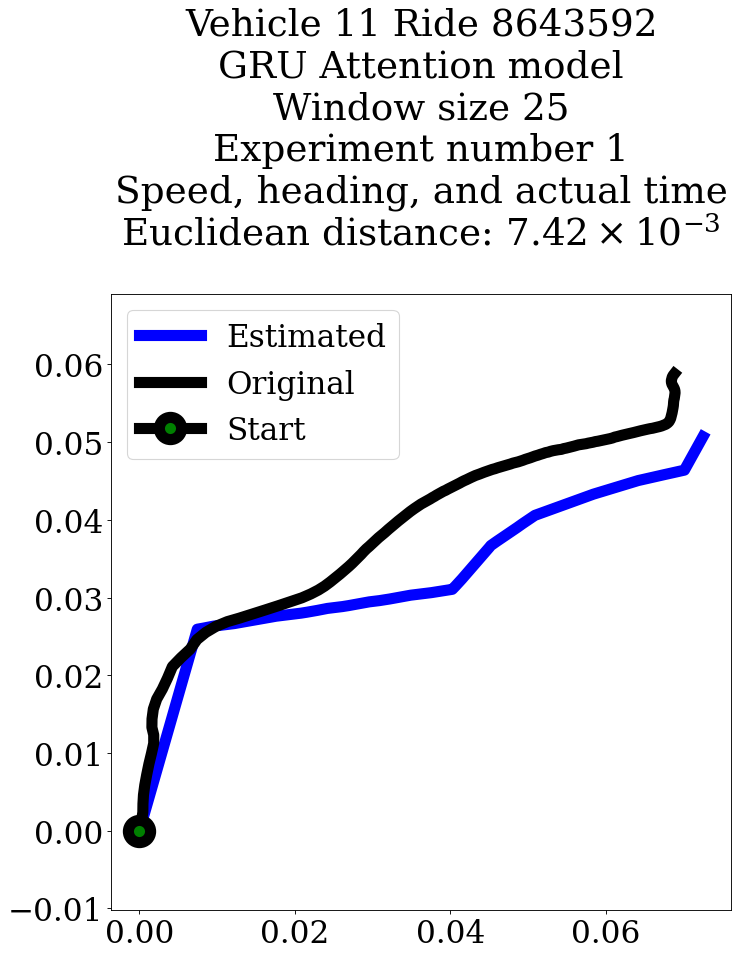 Vehicle 11 Ride 8643592
GRU Attention model
Window size 25
Experiment number 1
Speed, heading, and actual time
Euclidean distance: 7.42 × 10⁻³
Estimated
Original
Start
0.06
0.05
0.04
0.03
0.02
0.01
0.00
−0.01
0.00 0.02 0.04 0.06